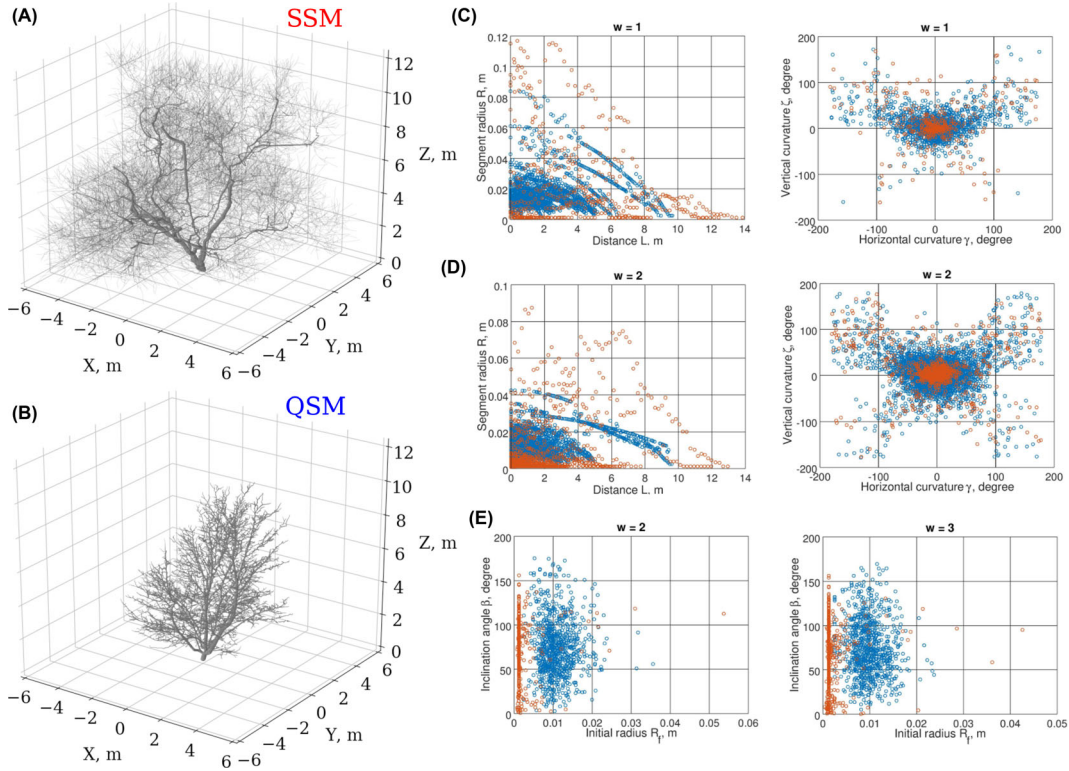 (A)
SSM
12
10
8
6
4
2
0
Z, m
−6
−4
−2
0
2
4
6
X, m
−6
−4
−2
0
2
4
6
Y, m
(B)
QSM
12
10
8
6
4
2
0
Z, m
−6
−4
−2
0
2
4
6
X, m
−6
−4
−2
0
2
4
6
Y, m
(C)
w = 1
Segment radius R, m
0.12
0.1
0.08
0.06
0.04
0.02
0
0 2 4 6 8 10 12 14
Distance L. m
w = 1
Vertical curvature ζ, degree
200
100
0
-100
-200
-200 -100 0 100 200
Horizontal curvature γ, degree
(D)
w = 2
Segment radius R, m
0.1
0.08
0.06
0.04
0.02
0
0 2 4 6 8 10 12 14
Distance L. m
w = 2
Vertical curvature ζ, degree
200
100
0
-100
200
-200 -100 0 100 200
Horizontal curvature γ, degree
(E)
w = 2
Inclination angle β, degree
200
150
100
50
0
0 0.01 0.02 0.03 0.04 0.05 0.06
Initial radius R_f, m
w = 3
Inclination angle β, degree
200
150
100
50
0
0 0.01 0.02 0.03 0.04 0.05
Initial radius R_f, m